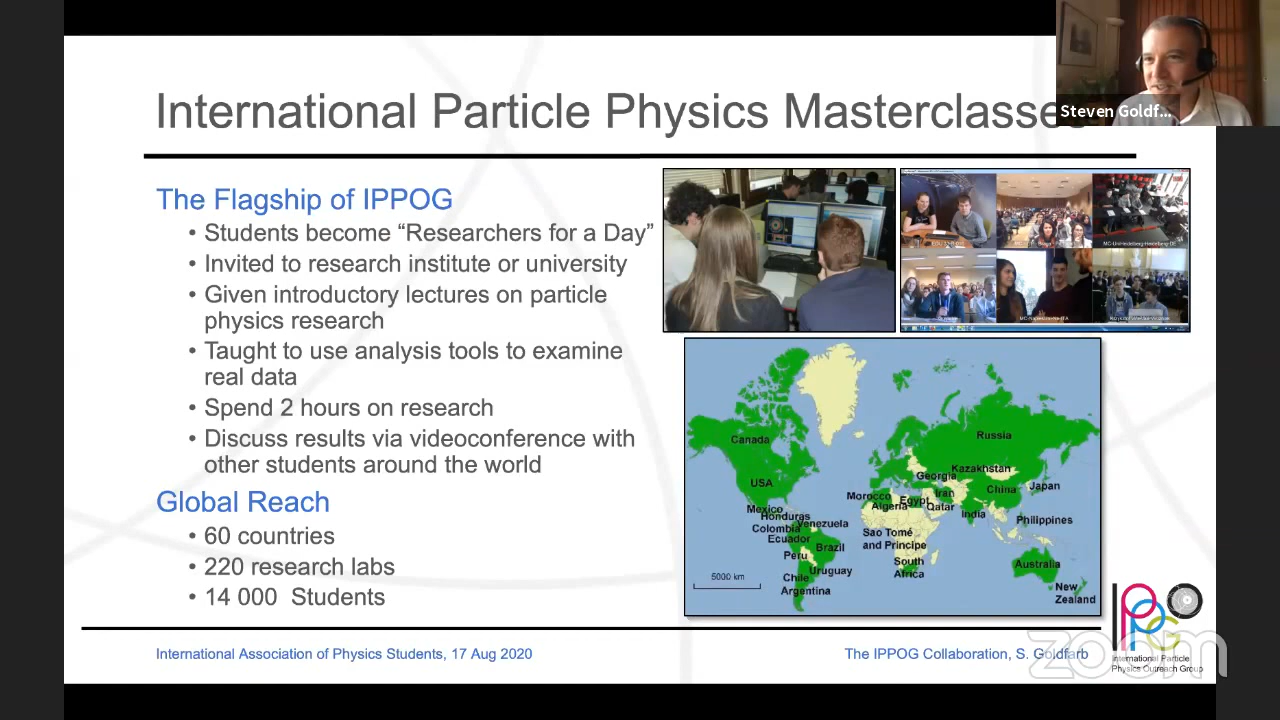 International Particle Physics Masterclasses
Steven Goldf...
The Flagship of IPPOG
• Students become “Researchers for a Day”
• Invited to research institute or university
• Given introductory lectures on particle
physics research
• Taught to use analysis tools to examine
real data
• Spend 2 hours on research
• Discuss results via videoconference with
other students around the world
Global Reach
• 60 countries
• 220 research labs
• 14 000 Students
Canada
Russia
USA
Kazakhstan
Georgia
China
Japan
Iran
Morocco
Algeria
Egypt
Qatar
India
Mexico
Honduras
Venezuela
Colombia
Ecuador
Philippines
Brazil
Sao Tomé
and Principe
Peru
South
Africa
Uruguay
Australia
Chile
Argentina
New
Zealand
5000 km
International Association of Physics Students, 17 Aug 2020
The IPPOG Collaboration, S. Goldfarb
zoom
International Particle
Physics Outreach Group